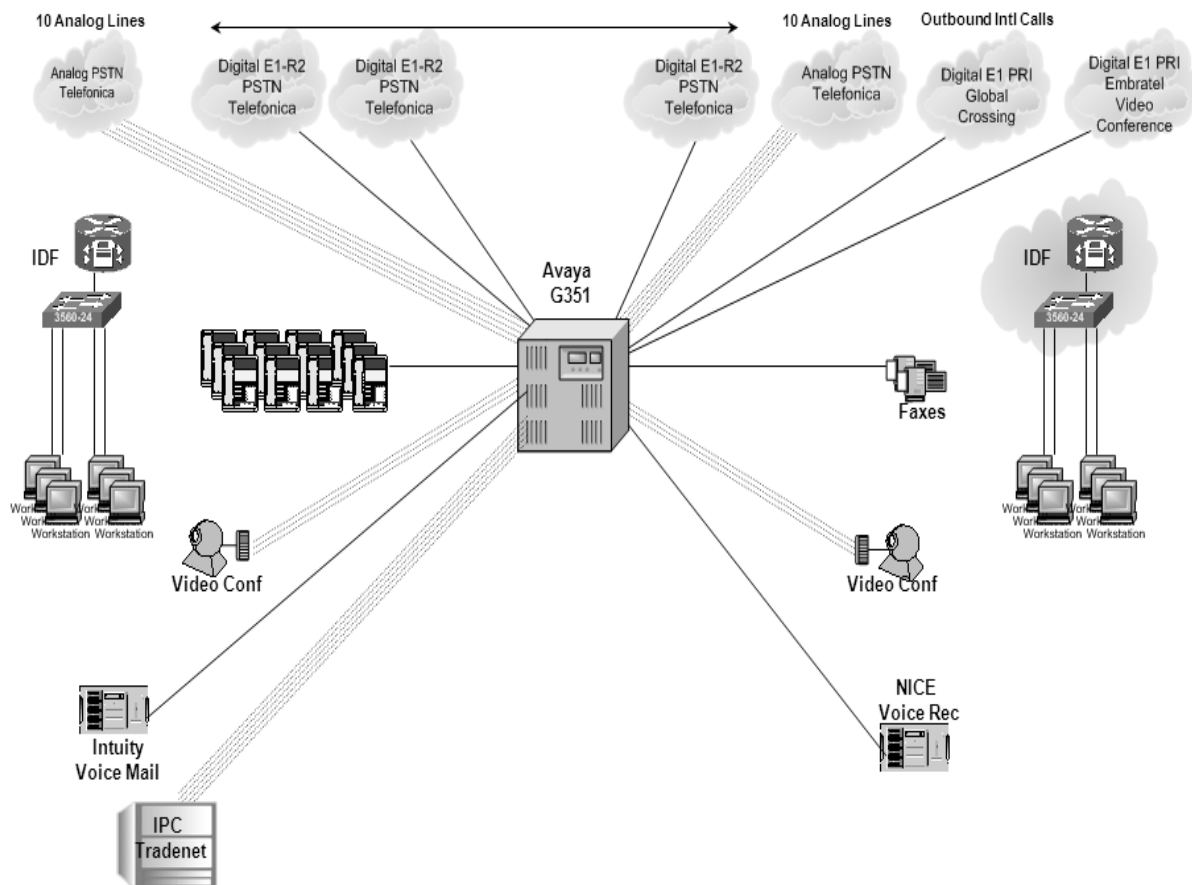 10 Analog Lines
10 Analog Lines
Outbound Intl Calls
Analog PSTN
Telefonica
Digital E1-R2
PSTN
Telefonica
Digital E1-R2
PSTN
Telefonica
Digital E1-R2
PSTN
Telefonica
Analog PSTN
Telefonica
Digital E1 PRI
Global
Crossing
Digital E1 PRI
Embratel
Video
Conference
IDF
3560-24
Avaya
G351
IDF
3560-24
Faxes
Workstation
Workstation
Workstation
Workstation
Video Conf
Video Conf
Intuity
Voice Mail
NICE
Voice Rec
IPC
Tradenet